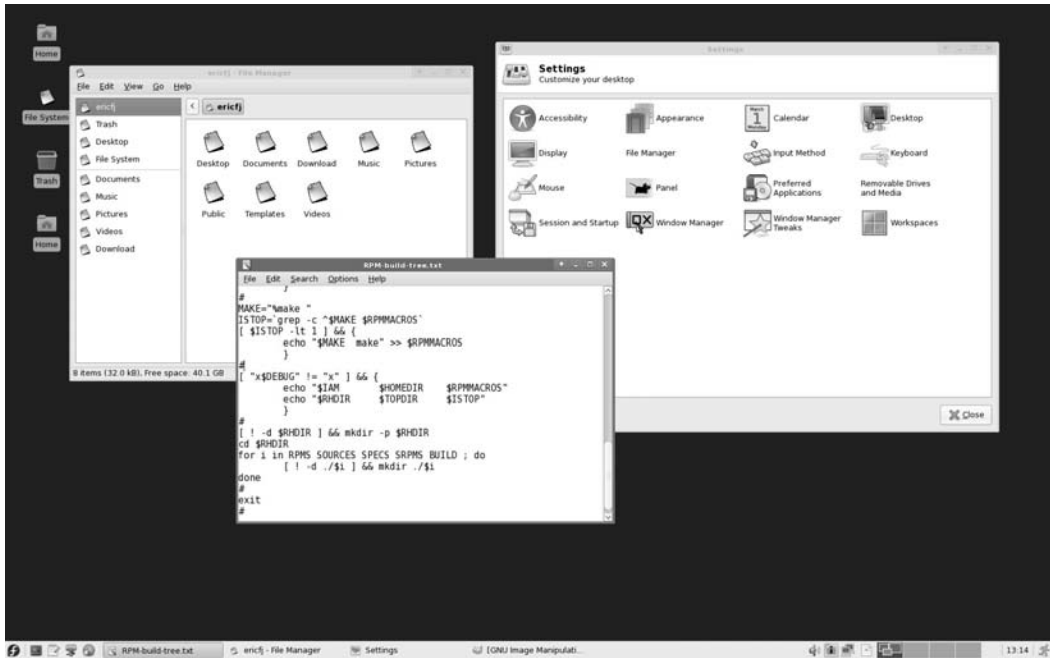 Home
File System
Trash
Home
ericfj - File Manager
File Edit View Go Help
ericfj
Trash
Desktop
File System
Documents
Music
Pictures
Videos
Download
ericfj
Desktop Documents Download Music Pictures
Public Templates Videos
8 items (32.0 kB), Free space: 40.1 GB
Settings
Settings
Customize your desktop
Accessibility Appearance Calendar Desktop
Display File Manager Input Method Keyboard
Mouse Panel Preferred Applications Removable Drives and Media
Session and Startup Window Manager Window Manager Tweaks Workspaces
Close
RPM-build-tree.txt
File Edit Search Options Help
}
#
MAKE="%make "
ISTOP=`grep -c ^$MAKE $RPMMACROS`
[ $ISTOP -lt 1 ] && {
echo "$MAKE make" >> $RPMMACROS
}
#
[ "x$DEBUG" != "x" ] && {
echo "$IAM $HOMEDIR $RPMMACROS"
echo "$RHDIR $TOPDIR $ISTOP"
}
#
[ ! -d $RHDIR ] && mkdir -p $RHDIR
cd $RHDIR
for i in RPMS SOURCES SPECS SRPMS BUILD ; do
[ ! -d ./$i ] && mkdir ./$i
done
#
exit
#
RPM-build-tree.txt ericfj - File Manager Settings [GNU Image Manipulati... 13:14